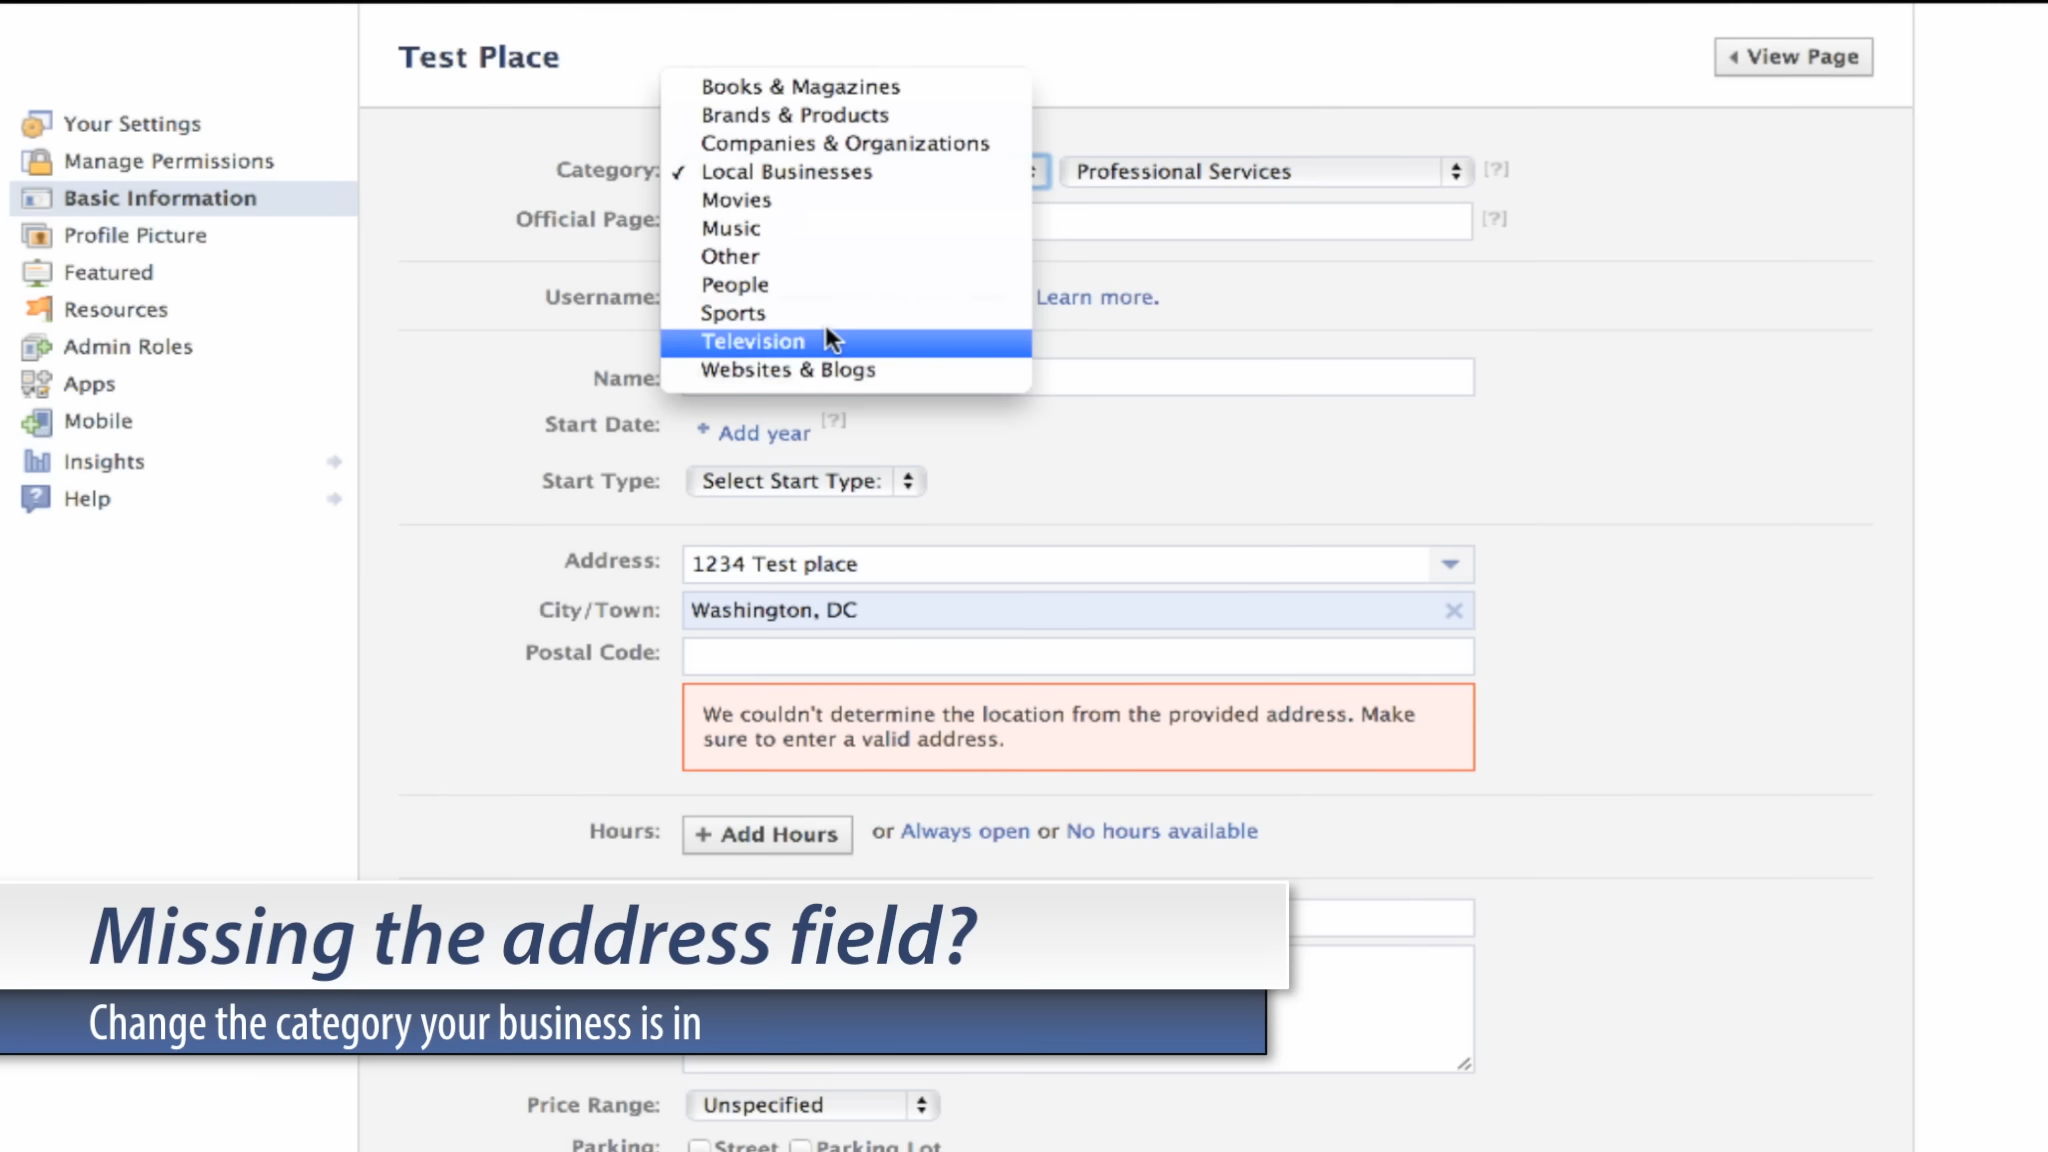 Test Place
View Page
Your Settings
Manage Permissions
Basic Information
Profile Picture
Featured
Resources
Admin Roles
Apps
Mobile
Insights
Help
Books & Magazines
Brands & Products
Companies & Organizations
✓ Local Businesses
Movies
Music
Other
People
Sports
Television
Websites & Blogs
Category:
Professional Services
[?]
Official Page:
[?]
Username:
Learn more.
Name:
Start Date:
+ Add year
[?]
Start Type:
Select Start Type:
Address:
1234 Test place
City/Town:
Washington, DC
Postal Code:
We couldn't determine the location from the provided address. Make
sure to enter a valid address.
Hours:
+ Add Hours
or Always open or No hours available
Missing the address field?
Change the category your business is in
Price Range:
Unspecified
Parking:
Street
Parking Lot